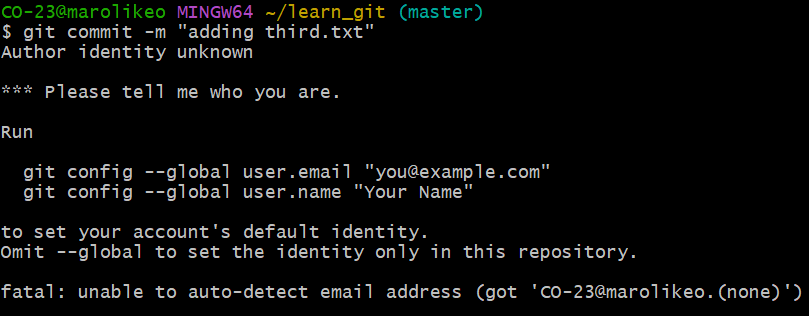 CO-23@marolikeo MINGW64 ~/learn_git (master)
$ git commit -m "adding third.txt"
Author identity unknown

*** Please tell me who you are.

Run

  git config --global user.email "you@example.com"
  git config --global user.name "Your Name"

to set your account's default identity.
Omit --global to set the identity only in this repository.

fatal: unable to auto-detect email address (got 'CO-23@marolikeo.(none)')